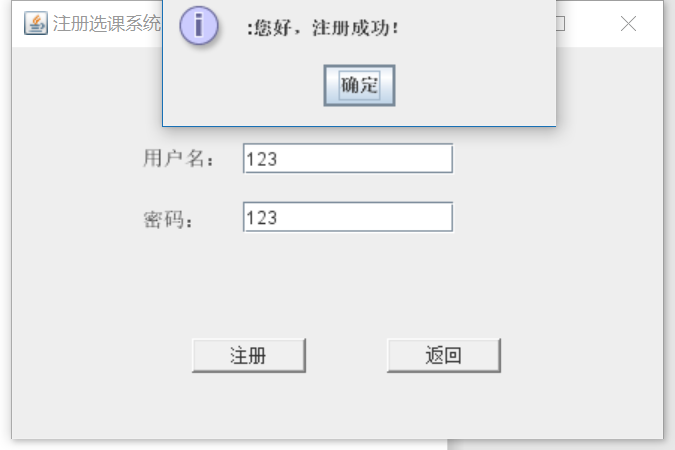 注册选课系统
:您好，注册成功！
确定
用户名： 123
密码： 123
注册 返回